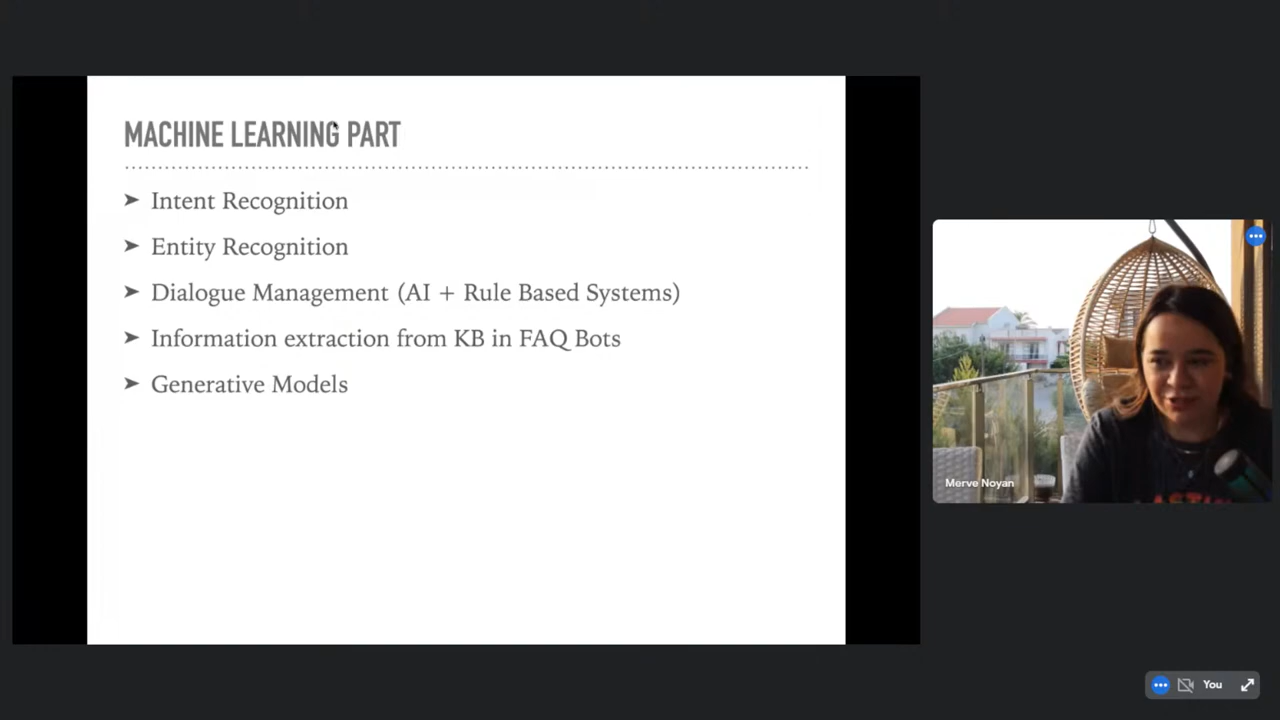 MACHINE LEARNING PART
➤ Intent Recognition
➤ Entity Recognition
➤ Dialogue Management (AI + Rule Based Systems)
➤ Information extraction from KB in FAQ Bots
➤ Generative Models
Merve Noyan
You